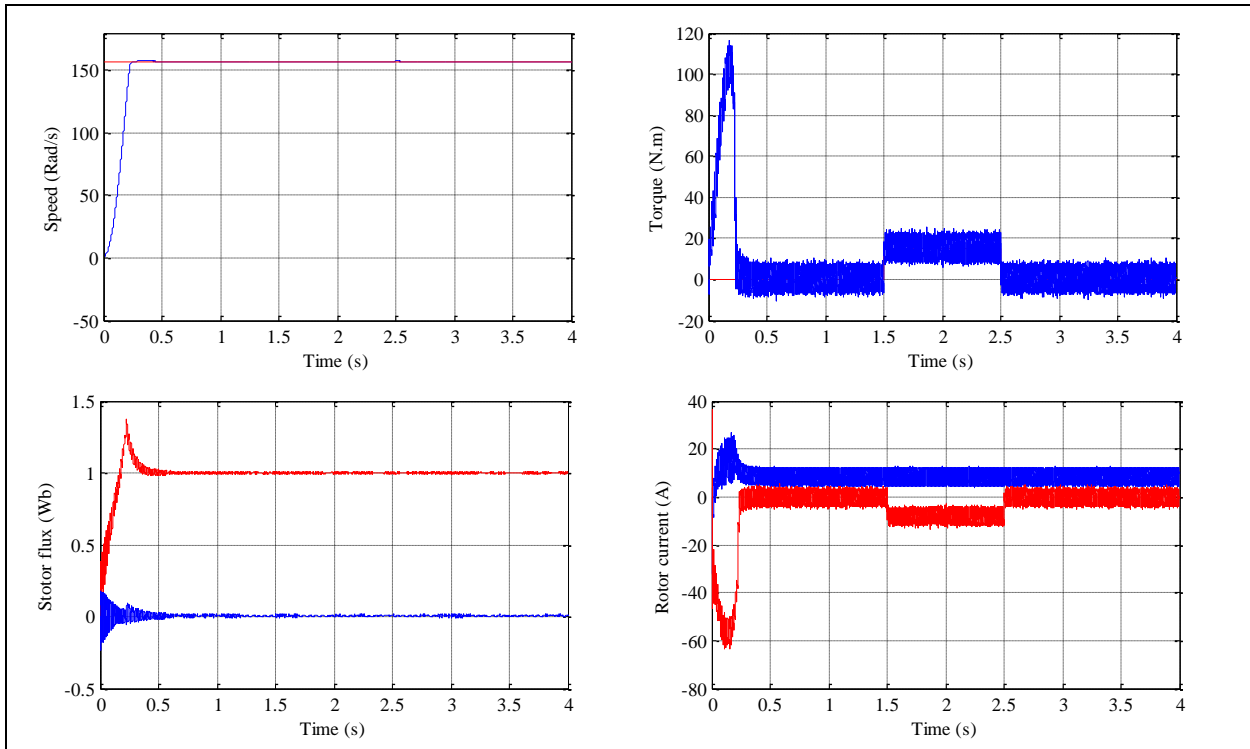 150
100
50
0
-50
Speed (Rad/s)
0 0.5 1 1.5 2 2.5 3 3.5 4
Time (s)
120
100
80
60
40
20
0
-20
Torque (N.m)
0 0.5 1 1.5 2 2.5 3 3.5 4
Time (s)
1.5
1
0.5
0
-0.5
Stotor flux (Wb)
0 0.5 1 1.5 2 2.5 3 3.5 4
Time (s)
40
20
0
-20
-40
-60
-80
Rotor current (A)
0 0.5 1 1.5 2 2.5 3 3.5 4
Time (s)